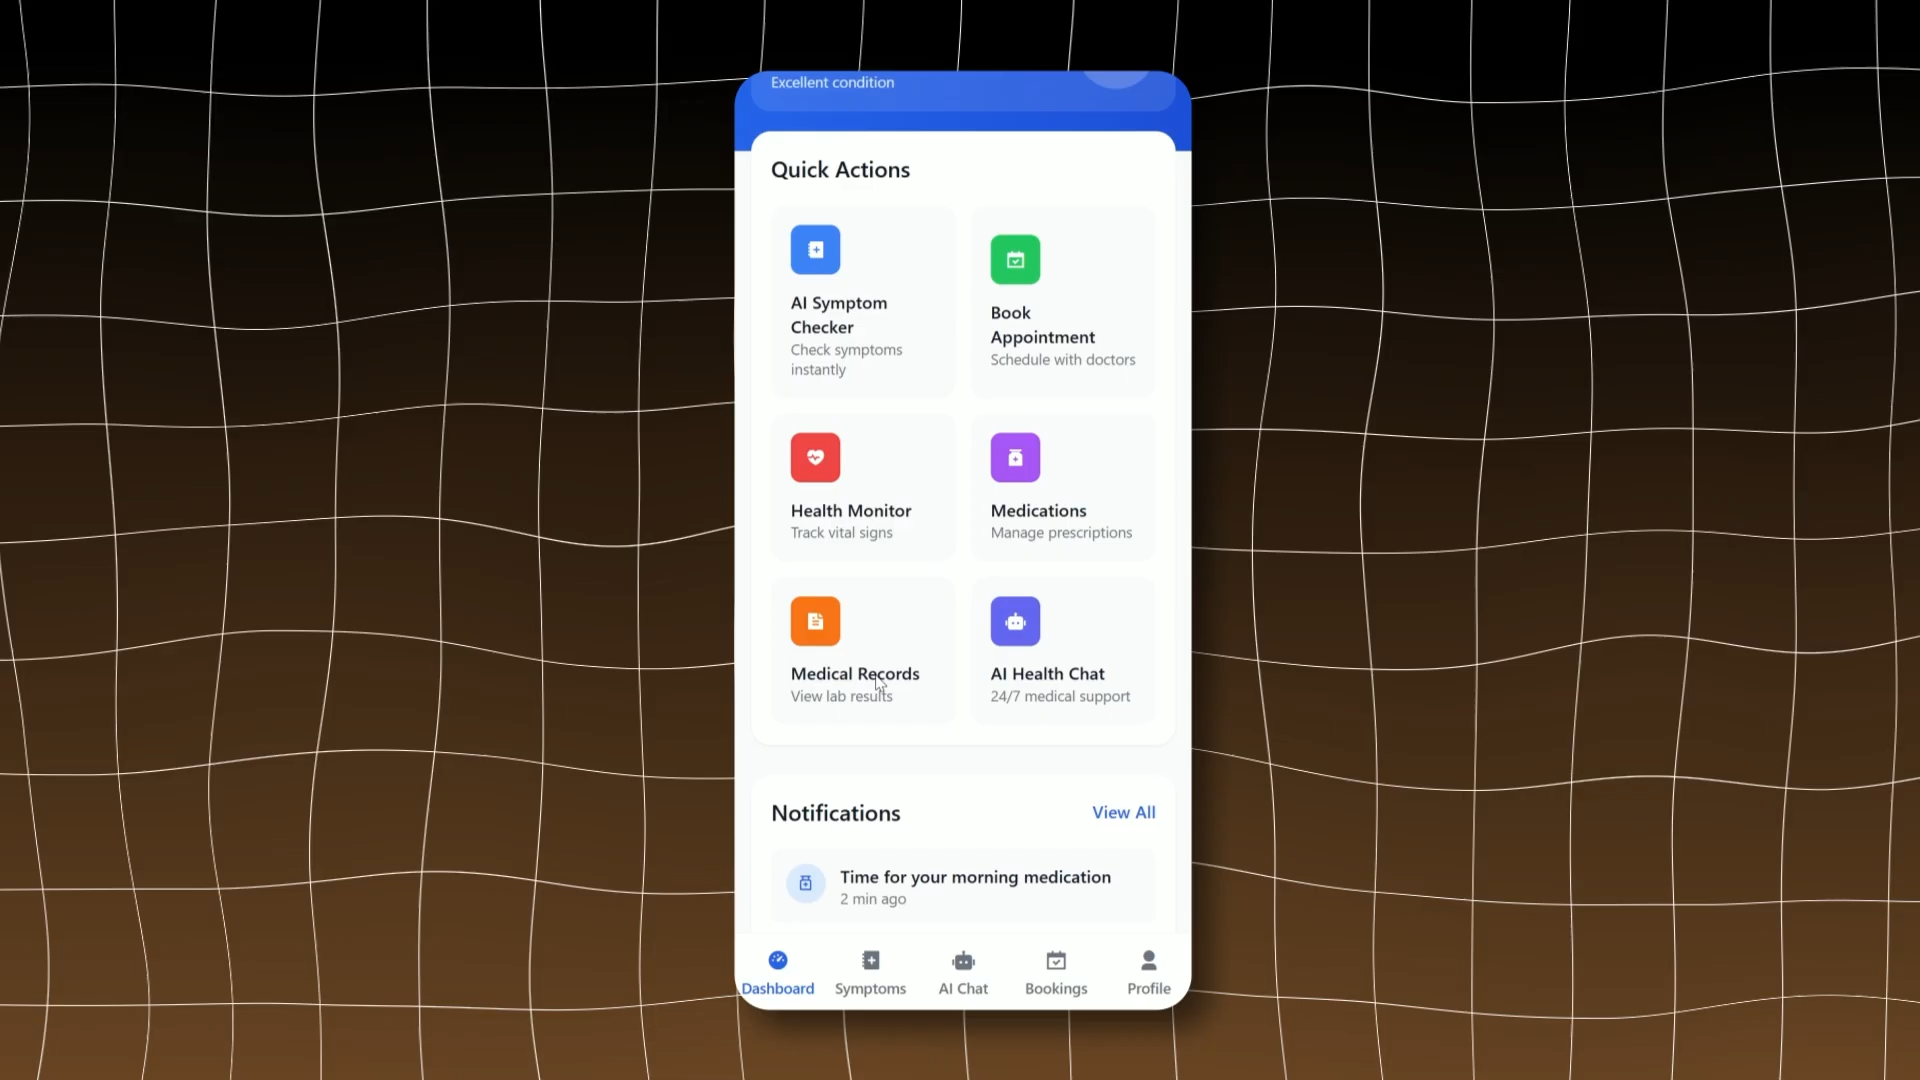 Excellent condition
Quick Actions
AI Symptom
Checker
Check symptoms
instantly
Book
Appointment
Schedule with doctors
Health Monitor
Track vital signs
Medications
Manage prescriptions
Medical Records
View lab results
AI Health Chat
24/7 medical support
Notifications
View All
Time for your morning medication
2 min ago
Dashboard
Symptoms
AI Chat
Bookings
Profile